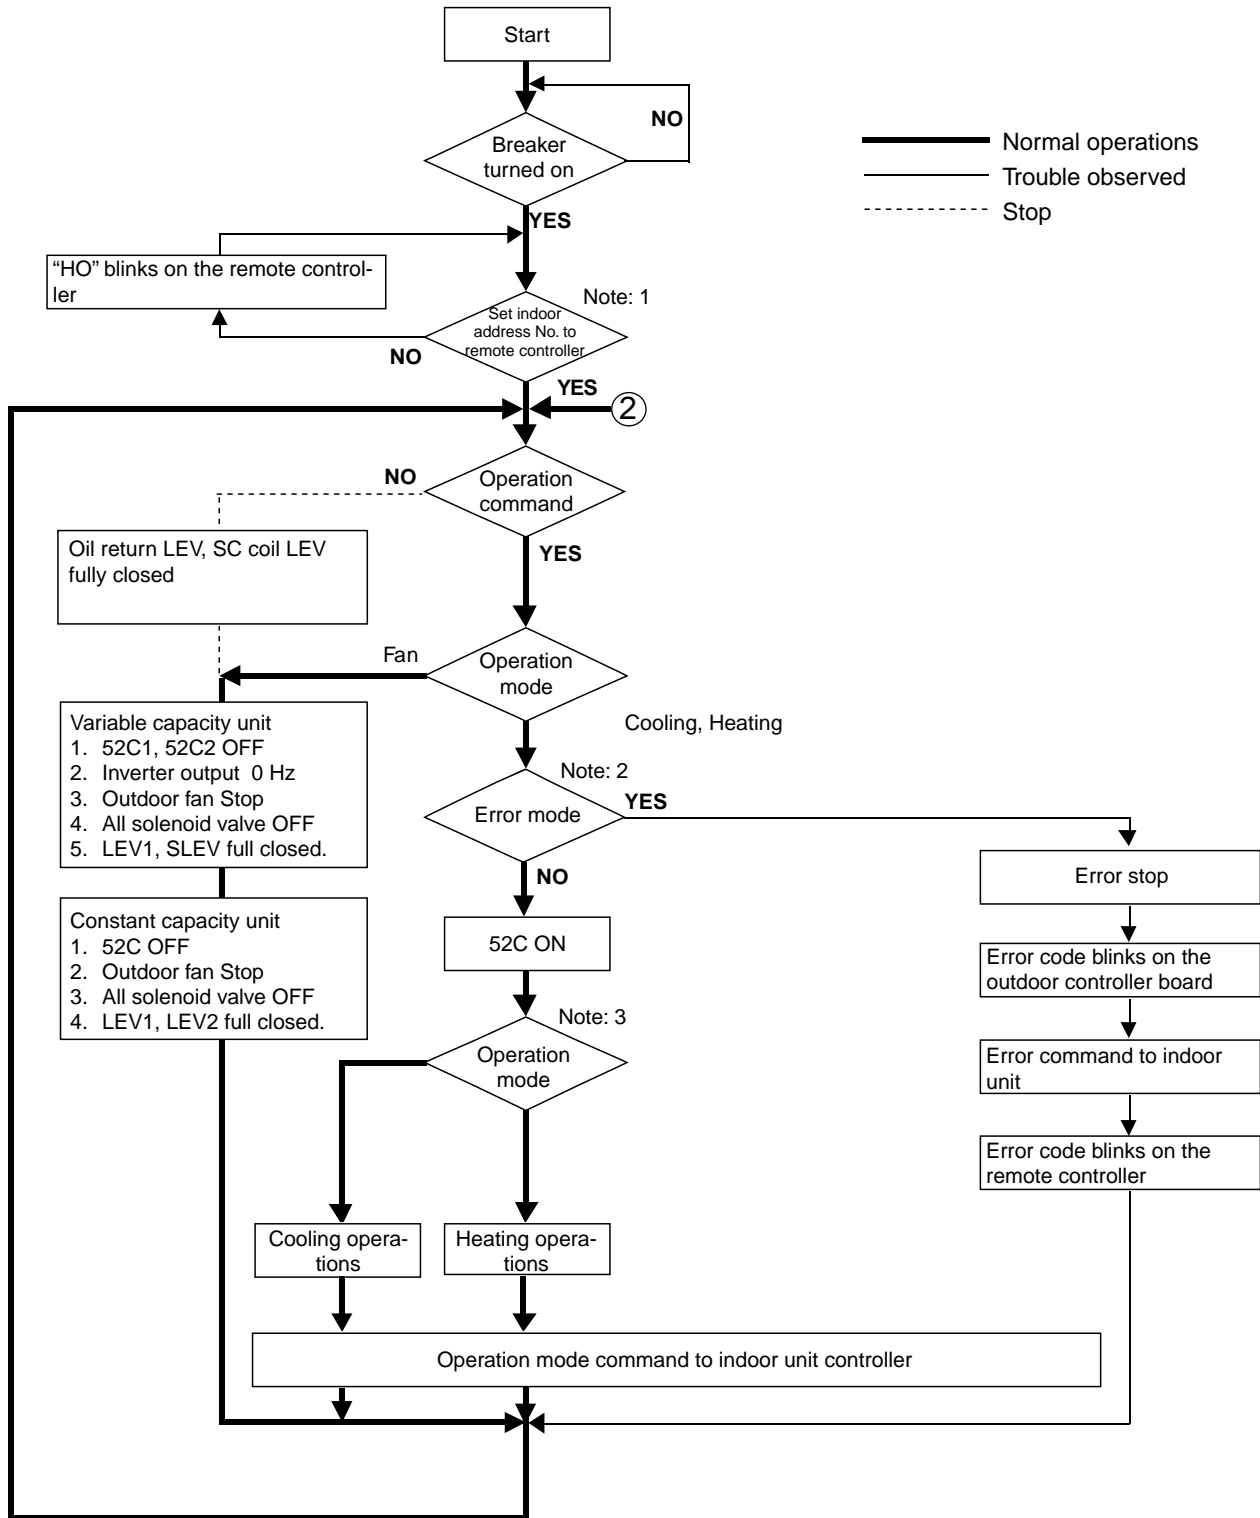 Start
NO
Breaker
turned on
Normal operations
Trouble observed
Stop
YES
“HO” blinks on the remote control-
ler
Note: 1
Set indoor
address No. to
remote controller
NO
YES
2
NO
Operation
command
YES
Oil return LEV, SC coil LEV
fully closed
Fan
Operation
mode
Cooling, Heating
Variable capacity unit
1. 52C1, 52C2 OFF
2. Inverter output 0 Hz
3. Outdoor fan Stop
4. All solenoid valve OFF
5. LEV1, SLEV full closed.
Note: 2
YES
Error mode
NO
Error stop
Constant capacity unit
1. 52C OFF
2. Outdoor fan Stop
3. All solenoid valve OFF
4. LEV1, LEV2 full closed.
52C ON
Error code blinks on the
outdoor controller board
Note: 3
Operation
mode
Error command to indoor
unit
Error code blinks on the
remote controller
Cooling opera-
tions
Heating opera-
tions
Operation mode command to indoor unit controller